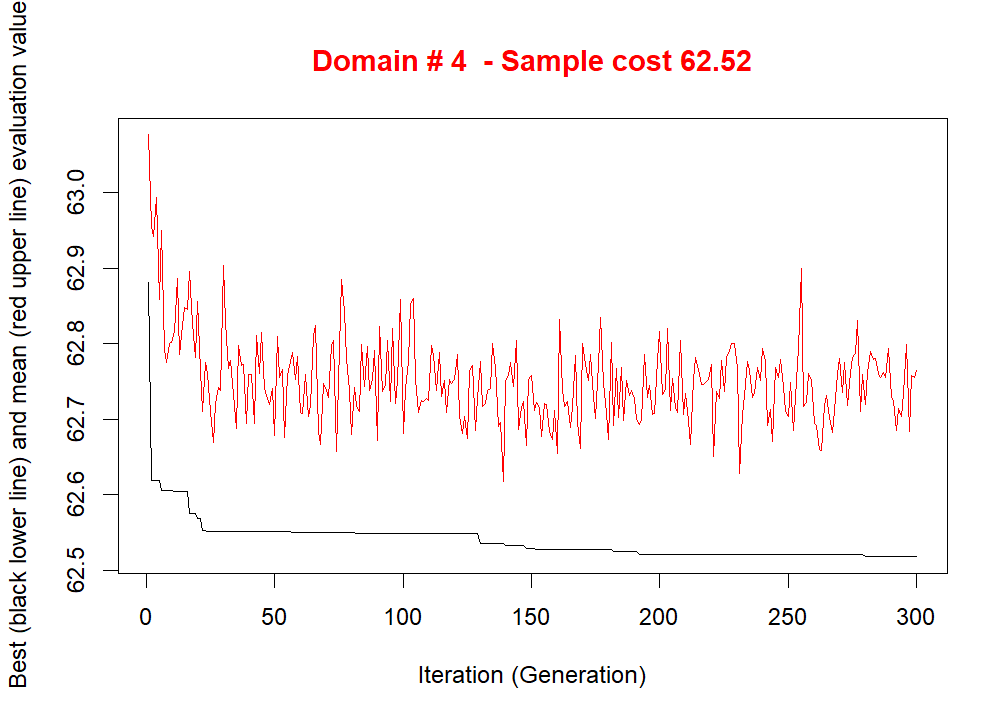 Domain # 4  - Sample cost 62.52
Best (black lower line) and mean (red upper line) evaluation value
63.0
62.9
62.8
62.7
62.6
62.5
0 50 100 150 200 250 300
Iteration (Generation)